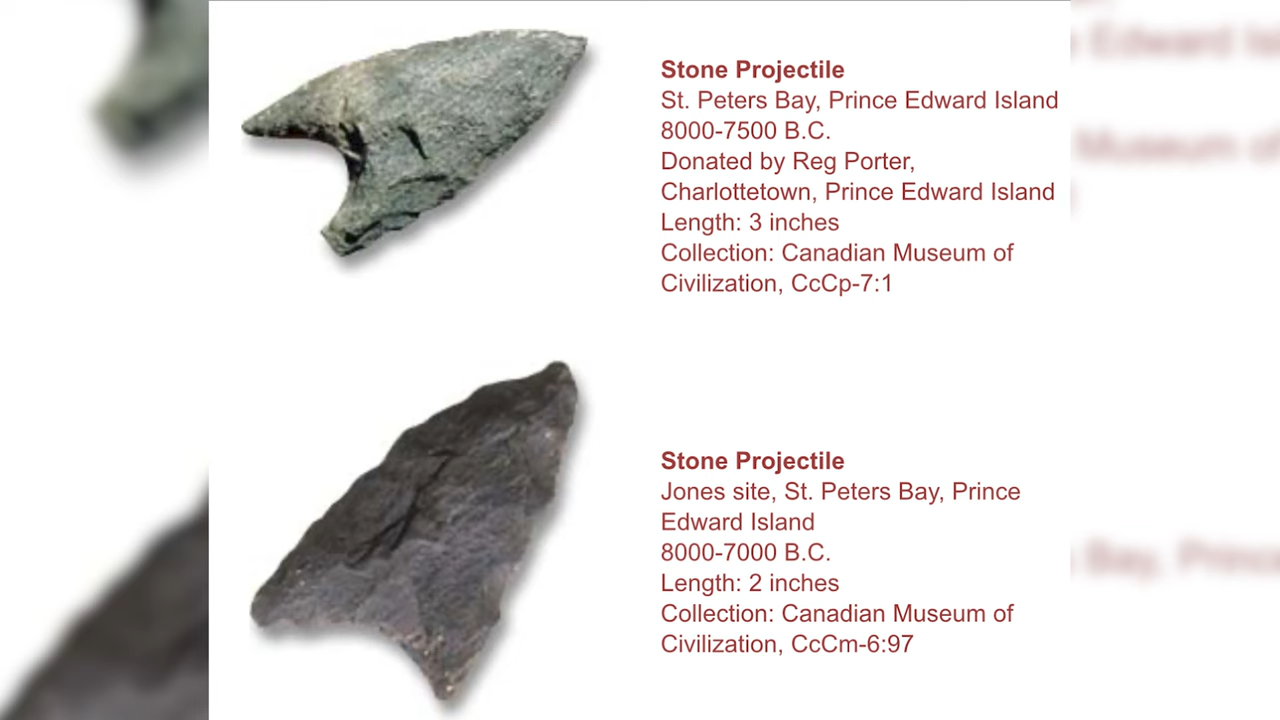 Stone Projectile
St. Peters Bay, Prince Edward Island
8000-7500 B.C.
Donated by Reg Porter,
Charlottetown, Prince Edward Island
Length: 3 inches
Collection: Canadian Museum of
Civilization, CcCp-7:1
Stone Projectile
Jones site, St. Peters Bay, Prince
Edward Island
8000-7000 B.C.
Length: 2 inches
Collection: Canadian Museum of
Civilization, CcCm-6:97